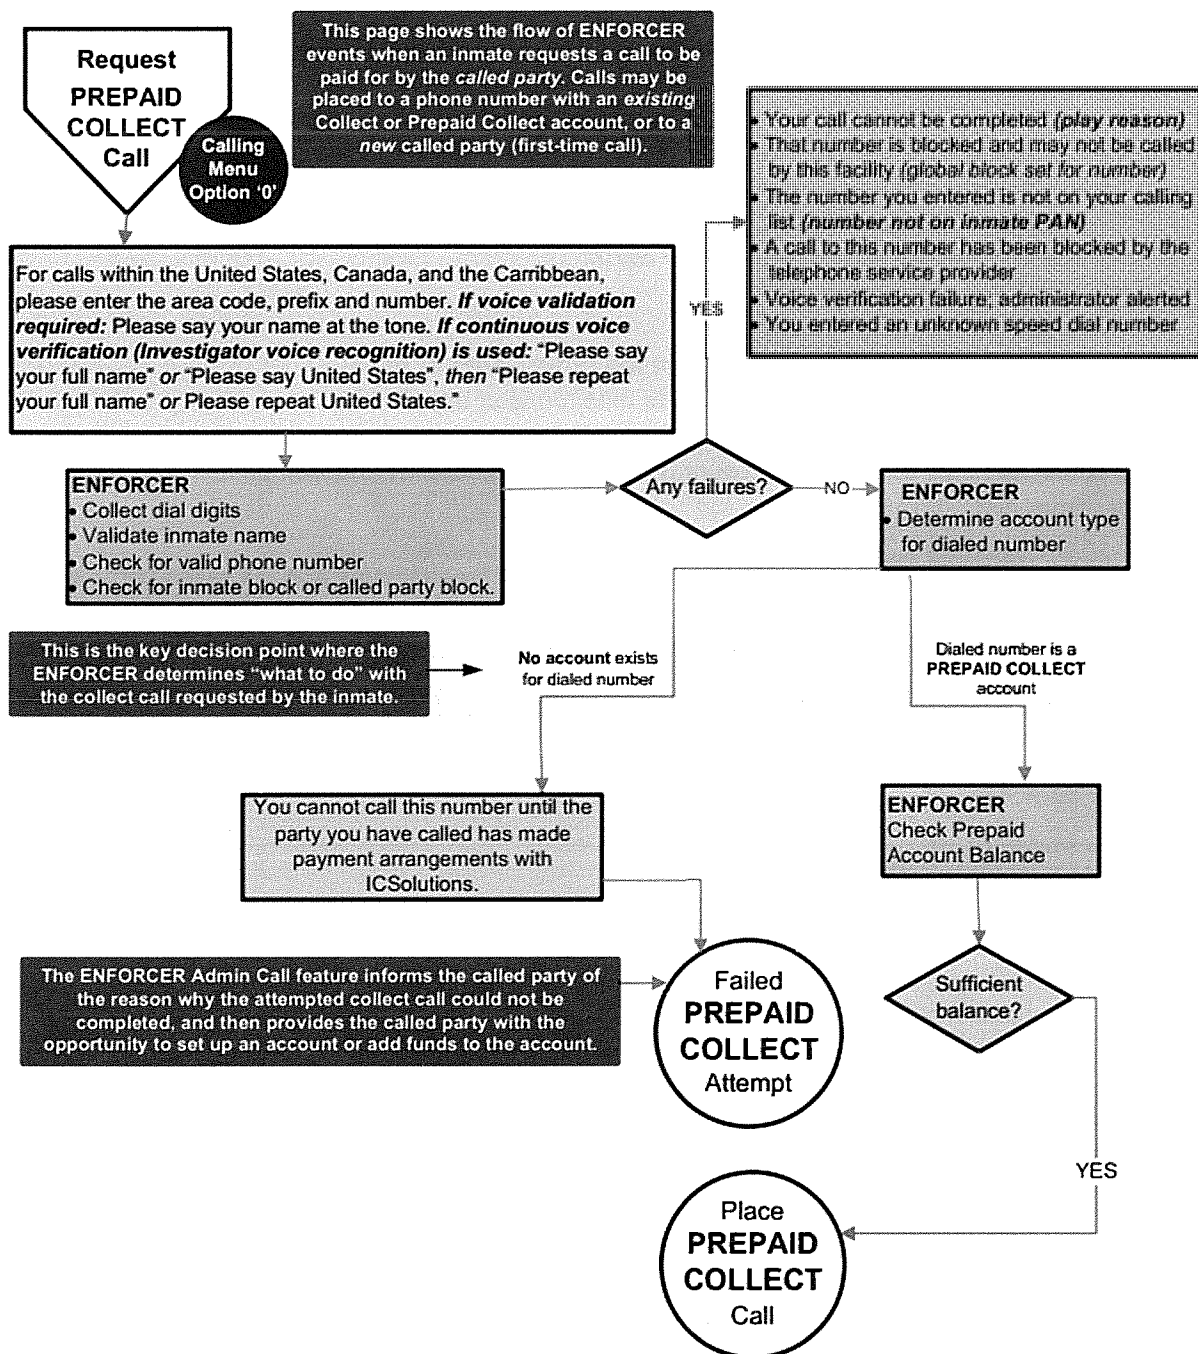 Request
PREPAID
COLLECT
Call
Calling
Menu
Option '0'
This page shows the flow of ENFORCER
events when an inmate requests a call to be
paid for by the called party. Calls may be
placed to a phone number with an existing
Collect or Prepaid Collect account, or to a
new called party (first-time call).
• Your call cannot be completed (play reason)
• That number is blocked and may not be called
by this facility (global block set for number)
• The number you entered is not on your calling
list (number not on inmate PAN)
• A call to this number has been blocked by the
telephone service provider
• Voice verification failure, administrator alerted
• You entered an unknown speed dial number
For calls within the United States, Canada, and the Carribbean,
please enter the area code, prefix and number. If voice validation
required: Please say your name at the tone. If continuous voice
verification (Investigator voice recognition) is used: "Please say
your full name" or "Please say United States", then "Please repeat
your full name" or Please repeat United States."
YES
ENFORCER
• Collect dial digits
• Validate inmate name
• Check for valid phone number
• Check for inmate block or called party block.
Any failures?
NO
ENFORCER
• Determine account type
for dialed number
This is the key decision point where the
ENFORCER determines "what to do" with
the collect call requested by the inmate.
No account exists
for dialed number
Dialed number is a
PREPAID COLLECT
account
You cannot call this number until the
party you have called has made
payment arrangements with
ICSolutions.
ENFORCER
Check Prepaid
Account Balance
The ENFORCER Admin Call feature informs the called party of
the reason why the attempted collect call could not be
completed, and then provides the called party with the
opportunity to set up an account or add funds to the account.
Failed
PREPAID
COLLECT
Attempt
Sufficient
balance?
YES
Place
PREPAID
COLLECT
Call